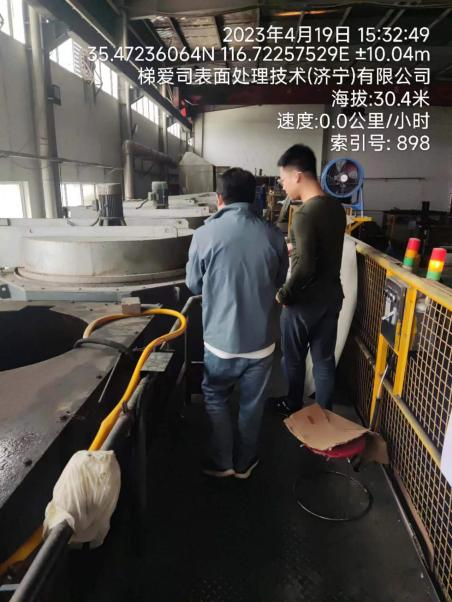 2023年4月19日 15:32:49
35.47236064N 116.72257529E ±10.04m
梯爱司表面处理技术(济宁)有限公司
海拔:30.4米
速度:0.0公里/小时
索引号: 898